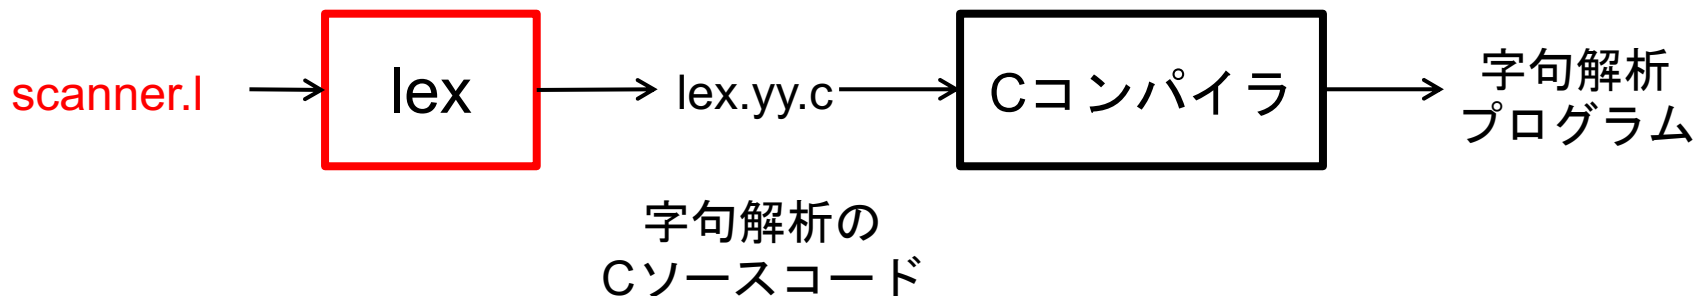 scanner.l
lex
lex.yy.c
Cコンパイラ
字句解析
プログラム
字句解析の
Cソースコード